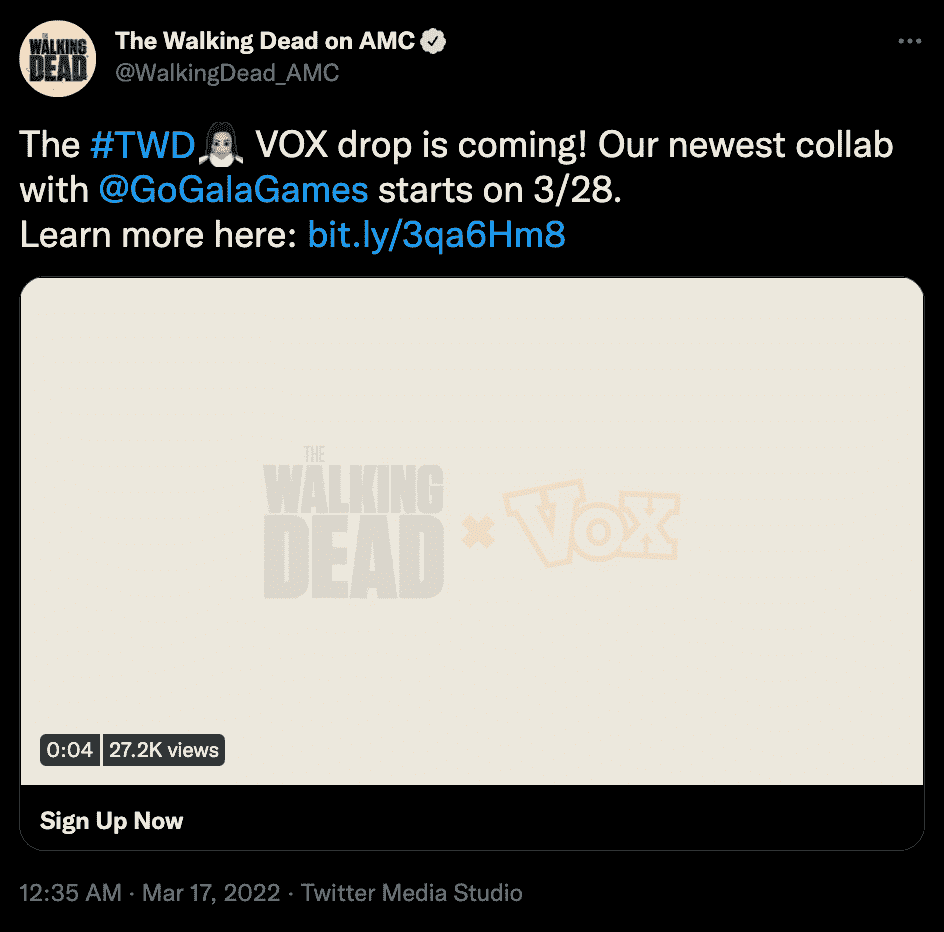 THE
WALKING
DEAD
The Walking Dead on AMC
@WalkingDead_AMC
The #TWD VOX drop is coming! Our newest collab
with @GoGalaGames starts on 3/28.
Learn more here: bit.ly/3qa6Hm8
THE
WALKING
DEAD
× Vox
0:04 27.2K views
Sign Up Now
12:35 AM · Mar 17, 2022 · Twitter Media Studio